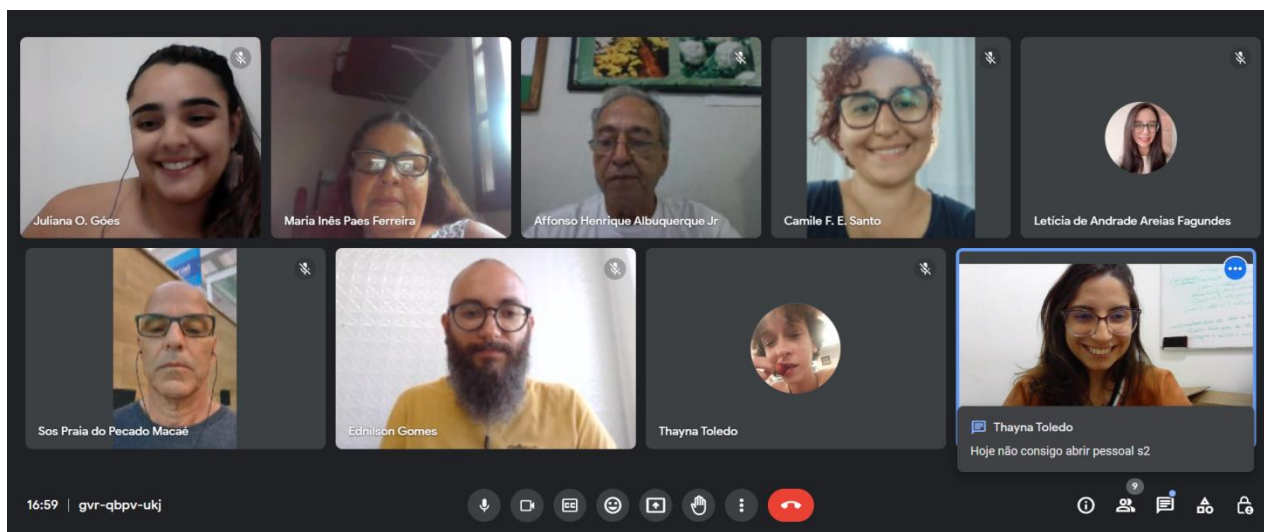 Juliana O. Góes
Maria Inês Paes Ferreira
Affonso Henrique Albuquerque Jr
Camile F. E. Santo
Letícia de Andrade Areias Fagundes
Sos Praia do Pecado Macaé
Ednilson Gomes
Thayna Toledo
Thayna Toledo
Hoje não consigo abrir pessoal s2
16:59 | gvr-qbpv-ukj
9